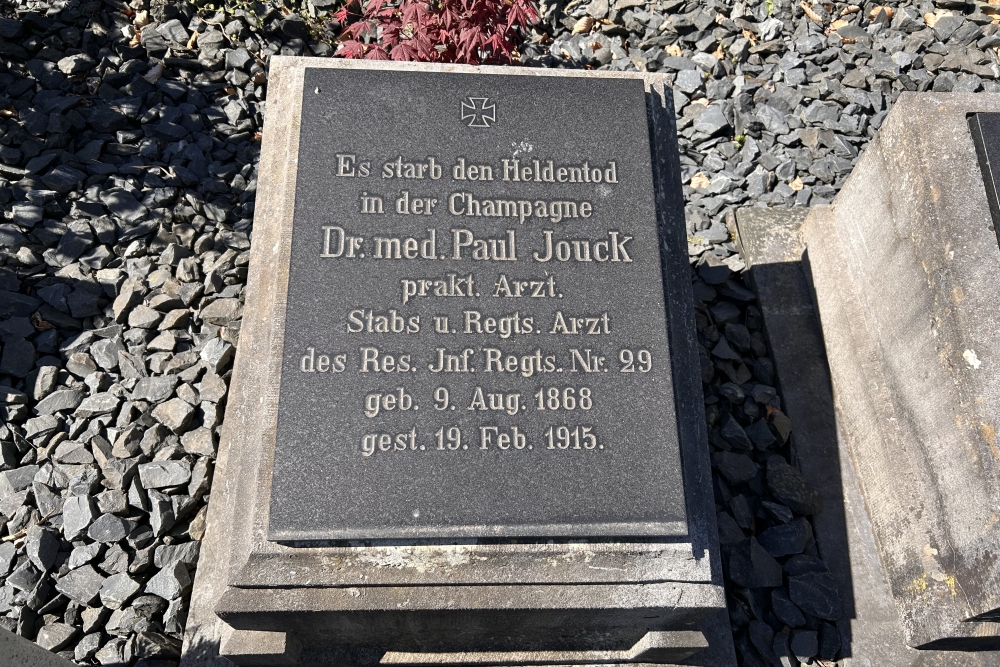 Es starb den Heldentod
in der Champagne
Dr. med. Paul Jouck
prakt. Arzt.
Stabs u. Regts. Arzt
des Res. Jnf. Regts. Nr. 29
geb. 9. Aug. 1868
gest. 19. Feb. 1915.